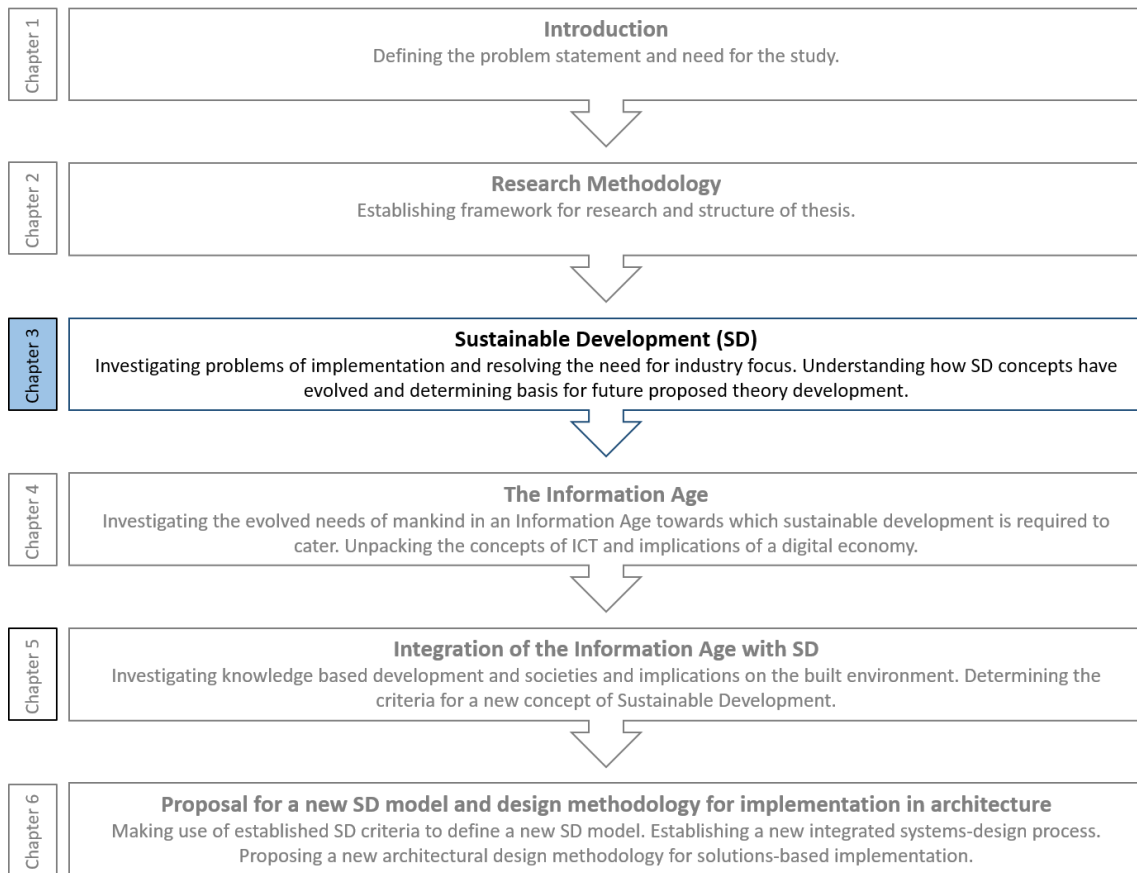 Chapter 1
Introduction
Defining the problem statement and need for the study.
Chapter 2
Research Methodology
Establishing framework for research and structure of thesis.
Chapter 3
Sustainable Development (SD)
Investigating problems of implementation and resolving the need for industry focus. Understanding how SD concepts have
evolved and determining basis for future proposed theory development.
Chapter 4
The Information Age
Investigating the evolved needs of mankind in an Information Age towards which sustainable development is required to
cater. Unpacking the concepts of ICT and implications of a digital economy.
Chapter 5
Integration of the Information Age with SD
Investigating knowledge based development and societies and implications on the built environment. Determining the
criteria for a new concept of Sustainable Development.
Chapter 6
Proposal for a new SD model and design methodology for implementation in architecture
Making use of established SD criteria to define a new SD model. Establishing a new integrated systems-design process.
Proposing a new architectural design methodology for solutions-based implementation.